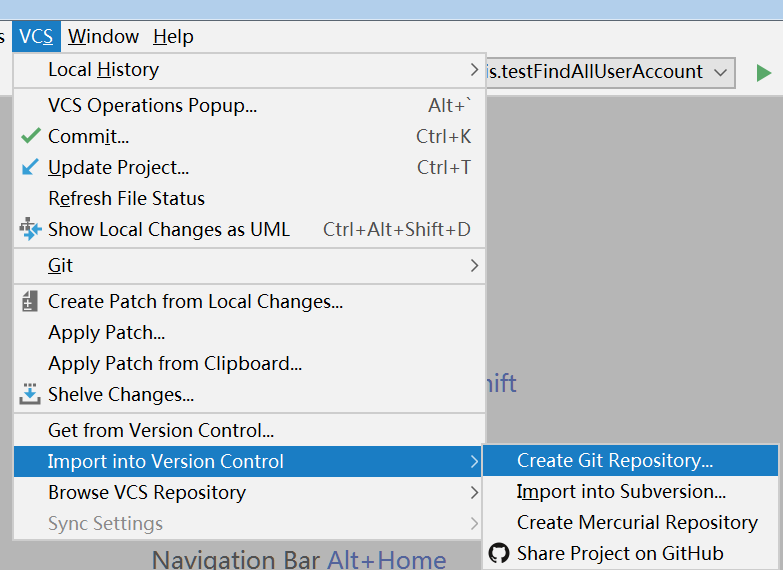 s VCS Window Help
Local History
is.testFindAllUserAccount
VCS Operations Popup... Alt+`
Commit... Ctrl+K
Update Project... Ctrl+T
Refresh File Status
Show Local Changes as UML Ctrl+Alt+Shift+D
Git
Create Patch from Local Changes...
Apply Patch...
Apply Patch from Clipboard...
Shelve Changes...
hift
Get from Version Control...
Import into Version Control
Create Git Repository...
Browse VCS Repository
Import into Subversion...
Sync Settings
Create Mercurial Repository
Share Project on GitHub
Navigation Bar Alt+Home